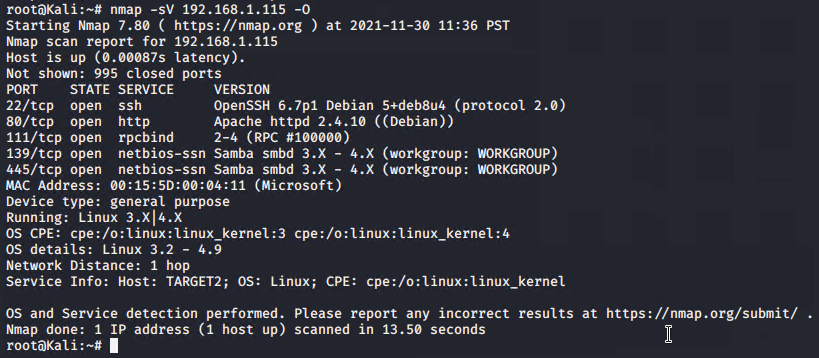 root@Kali:~# nmap -sV 192.168.1.115 -O
Starting Nmap 7.80 ( https://nmap.org ) at 2021-11-30 11:36 PST
Nmap scan report for 192.168.1.115
Host is up (0.00087s latency).
Not shown: 995 closed ports
PORT    STATE SERVICE     VERSION
22/tcp  open  ssh         OpenSSH 6.7p1 Debian 5+deb8u4 (protocol 2.0)
80/tcp  open  http        Apache httpd 2.4.10 ((Debian))
111/tcp open  rpcbind     2-4 (RPC #100000)
139/tcp open  netbios-ssn Samba smbd 3.X - 4.X (workgroup: WORKGROUP)
445/tcp open  netbios-ssn Samba smbd 3.X - 4.X (workgroup: WORKGROUP)
MAC Address: 00:15:5D:00:04:11 (Microsoft)
Device type: general purpose
Running: Linux 3.X|4.X
OS CPE: cpe:/o:linux:linux_kernel:3 cpe:/o:linux:linux_kernel:4
OS details: Linux 3.2 - 4.9
Network Distance: 1 hop
Service Info: Host: TARGET2; OS: Linux; CPE: cpe:/o:linux:linux_kernel
OS and Service detection performed. Please report any incorrect results at https://nmap.org/submit/ .
Nmap done: 1 IP address (1 host up) scanned in 13.50 seconds
root@Kali:~#